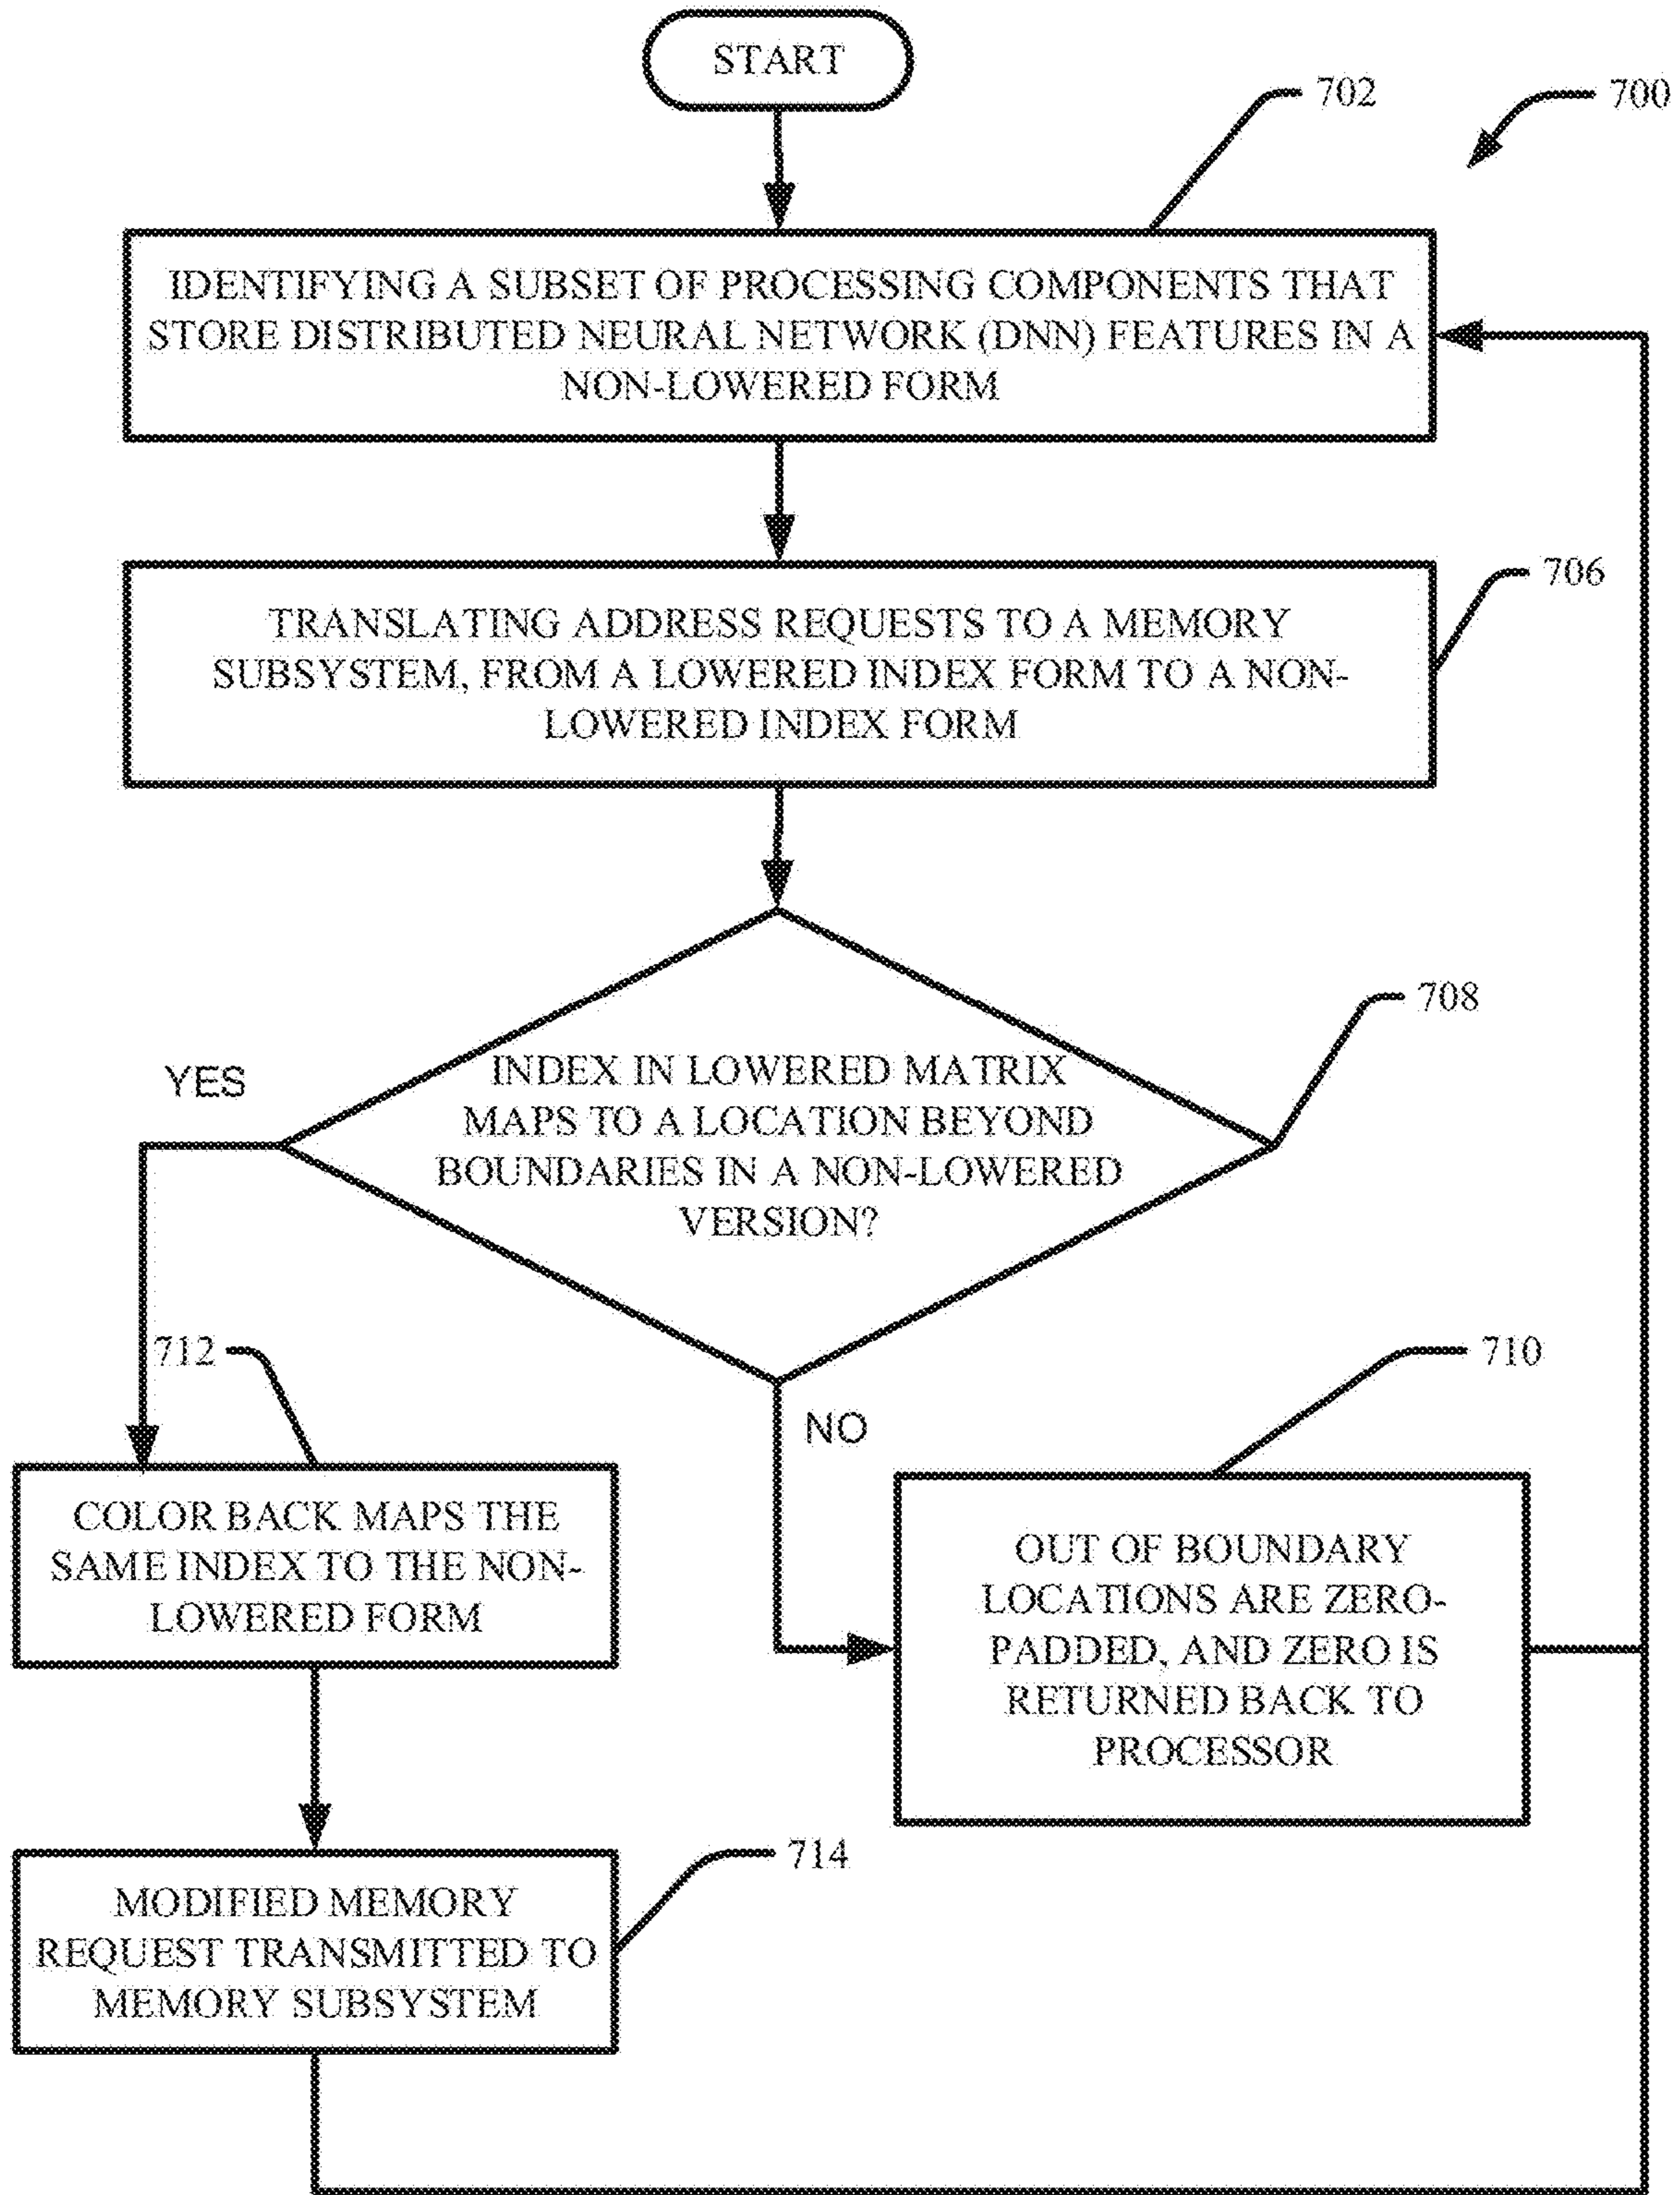 START
702
700
IDENTIFYING A SUBSET OF PROCESSING COMPONENTS THAT
STORE DISTRIBUTED NEURAL NETWORK (DNN) FEATURES IN A
NON-LOWERED FORM
706
TRANSLATING ADDRESS REQUESTS TO A MEMORY
SUBSYSTEM, FROM A LOWERED INDEX FORM TO A NON-
LOWERED INDEX FORM
708
YES
INDEX IN LOWERED MATRIX
MAPS TO A LOCATION BEYOND
BOUNDARIES IN A NON-LOWERED
VERSION?
712
710
NO
COLOR BACK MAPS THE
SAME INDEX TO THE NON-
LOWERED FORM
OUT OF BOUNDARY
LOCATIONS ARE ZERO-
PADDED, AND ZERO IS
RETURNED BACK TO
PROCESSOR
714
MODIFIED MEMORY
REQUEST TRANSMITTED TO
MEMORY SUBSYSTEM